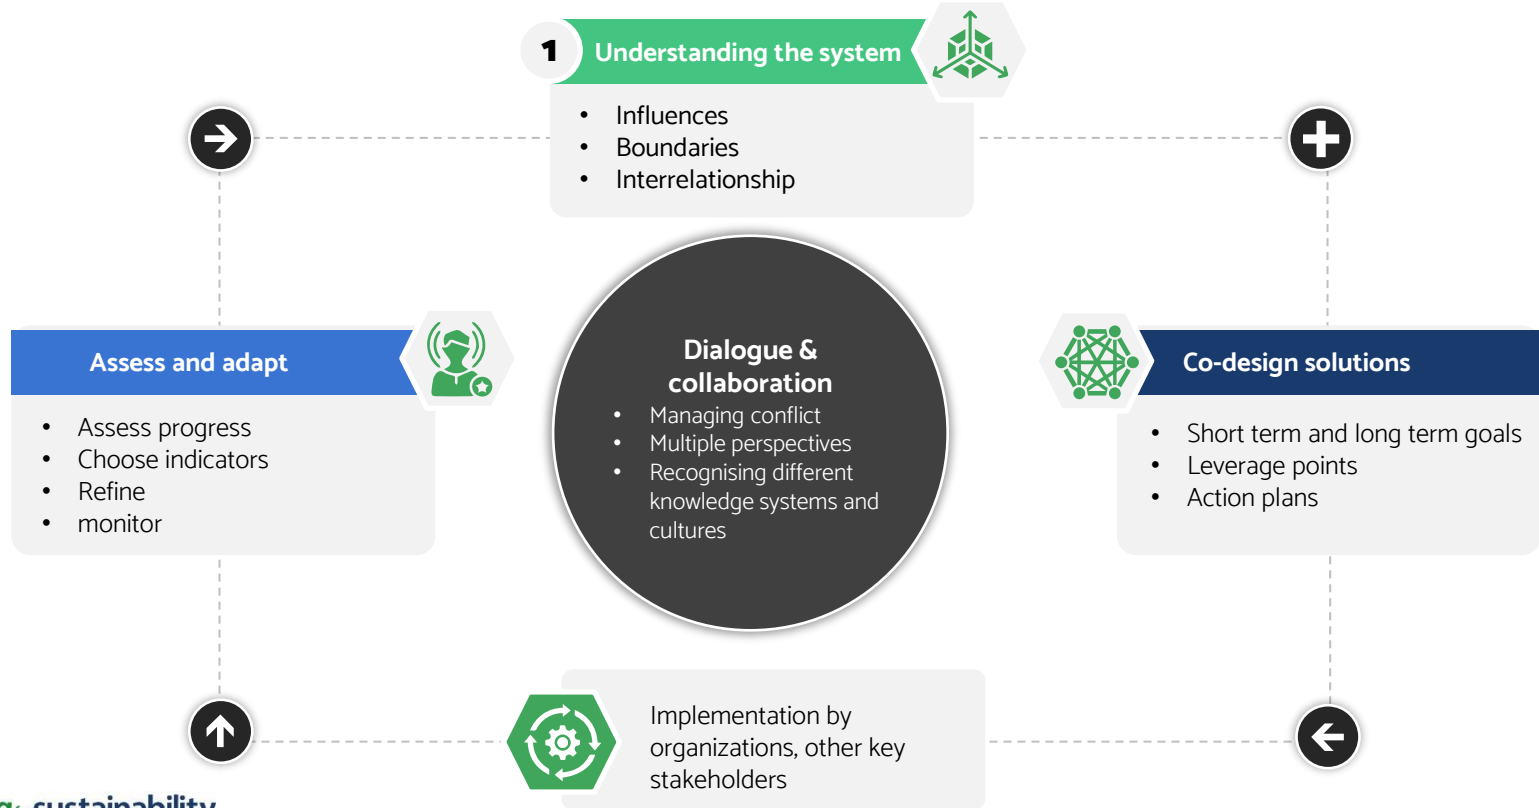 1 Understanding the system
• Influences
• Boundaries
• Interrelationship
Assess and adapt
• Assess progress
• Choose indicators
• Refine
• monitor
Dialogue &
collaboration
• Managing conflict
• Multiple perspectives
• Recognising different
knowledge systems and
cultures
Co-design solutions
• Short term and long term goals
• Leverage points
• Action plans
Implementation by
organizations, other key
stakeholders
sustainability